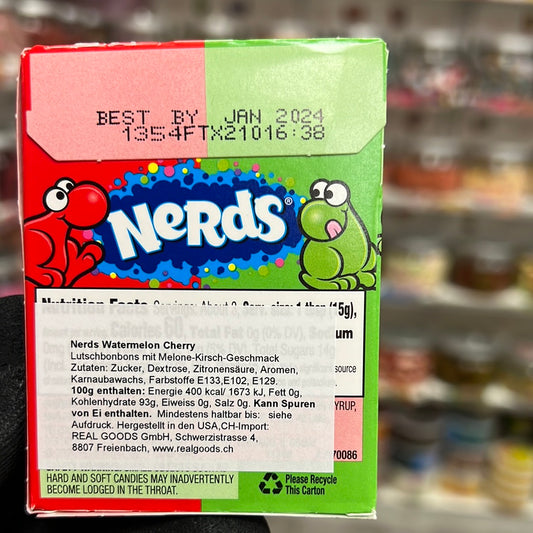 BEST BY JAN 2024
1354FTX21016:38
NERDS®
Nutrition Facts Servings: About 3, Serv. size: 1 tbsp (15g),
Calories 60, Total Fat 0g (0% DV),
Total Sugars 14g
source
Nerds Watermelon Cherry
Lutschbonbons mit Melone-Kirsch-Geschmack
Zutaten: Zucker, Dextrose, Zitronensäure, Aromen,
Karnaubawachs, Farbstoffe E133,E102, E129.
100g enthalten: Energie 400 kcal/ 1673 kJ, Fett 0g,
Kohlenhydrate 93g, Eiweiss 0g, Salz 0g. Kann Spuren
von Ei enthalten. Mindestens haltbar bis: siehe
Aufdruck. Hergestellt in den USA,CH-Import:
REAL GOODS GmbH, Schwerzistrasse 4,
8807 Freienbach, www.realgoods.ch
70086
HARD AND SOFT CANDIES MAY INADVERTENTLY
BECOME LODGED IN THE THROAT.
Please Recycle
This Carton